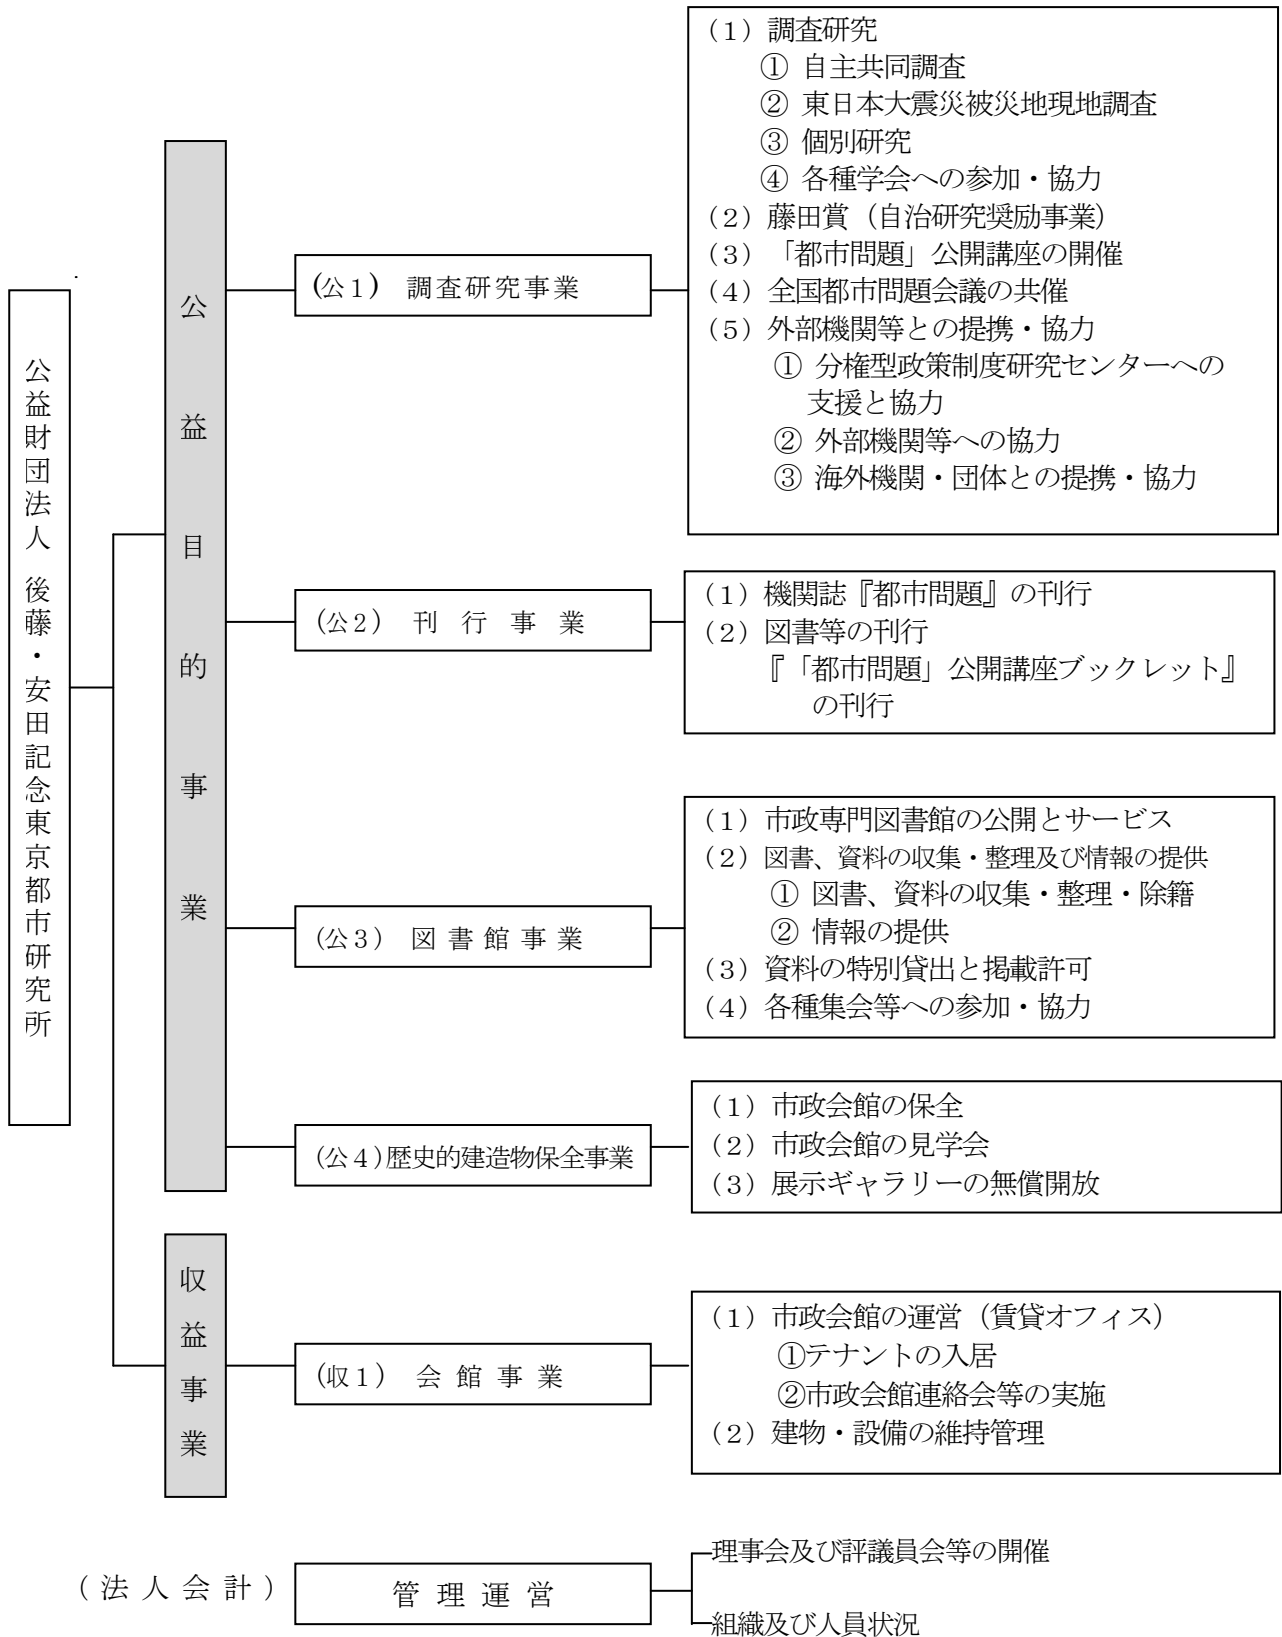 公益財団法人 後藤・安田記念東京都市研究所
公益目的事業
(公1) 調査研究事業
(1) 調査研究
① 自主共同調査
② 東日本大震災被災地現地調査
③ 個別研究
④ 各種学会への参加・協力
(2) 藤田賞(自治研究奨励事業)
(3) 「都市問題」公開講座の開催
(4) 全国都市問題会議の共催
(5) 外部機関等との提携・協力
① 分権型政策制度研究センターへの
支援と協力
② 外部機関等への協力
③ 海外機関・団体との提携・協力
(公2) 刊行事業
(1) 機関誌『都市問題』の刊行
(2) 図書等の刊行
『「都市問題」公開講座ブックレット』
の刊行
(公3) 図書館事業
(1) 市政専門図書館の公開とサービス
(2) 図書、資料の収集・整理及び情報の提供
① 図書、資料の収集・整理・除籍
② 情報の提供
(3) 資料の特別貸出と掲載許可
(4) 各種集会等への参加・協力
(公4)歴史的建造物保全事業
(1) 市政会館の保全
(2) 市政会館の見学会
(3) 展示ギャラリーの無償開放
収益事業
(収1) 会館事業
(1) 市政会館の運営(賃貸オフィス)
①テナントの入居
②市政会館連絡会等の実施
(2) 建物・設備の維持管理
(法人会計)
管理運営
理事会及び評議員会等の開催
組織及び人員状況